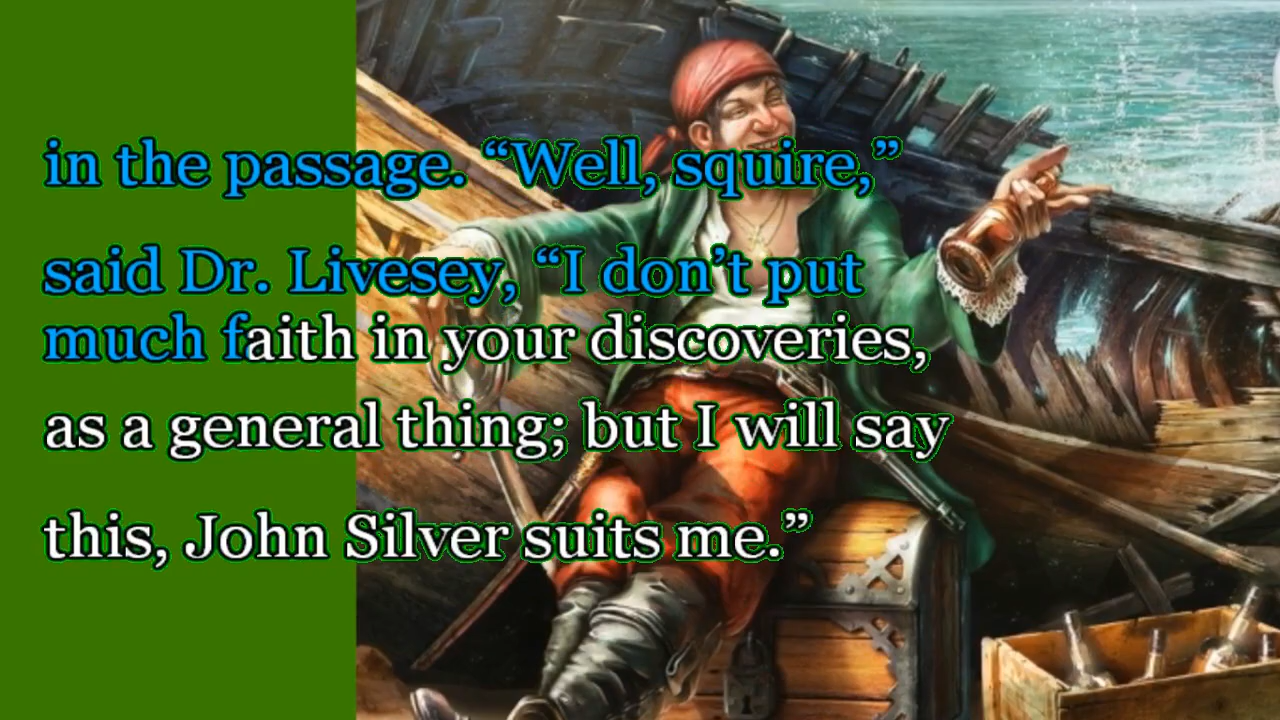 in the passage. “Well, squire,”
said Dr. Livesey, “I don’t put
much faith in your discoveries,
as a general thing; but I will say
this, John Silver suits me.”